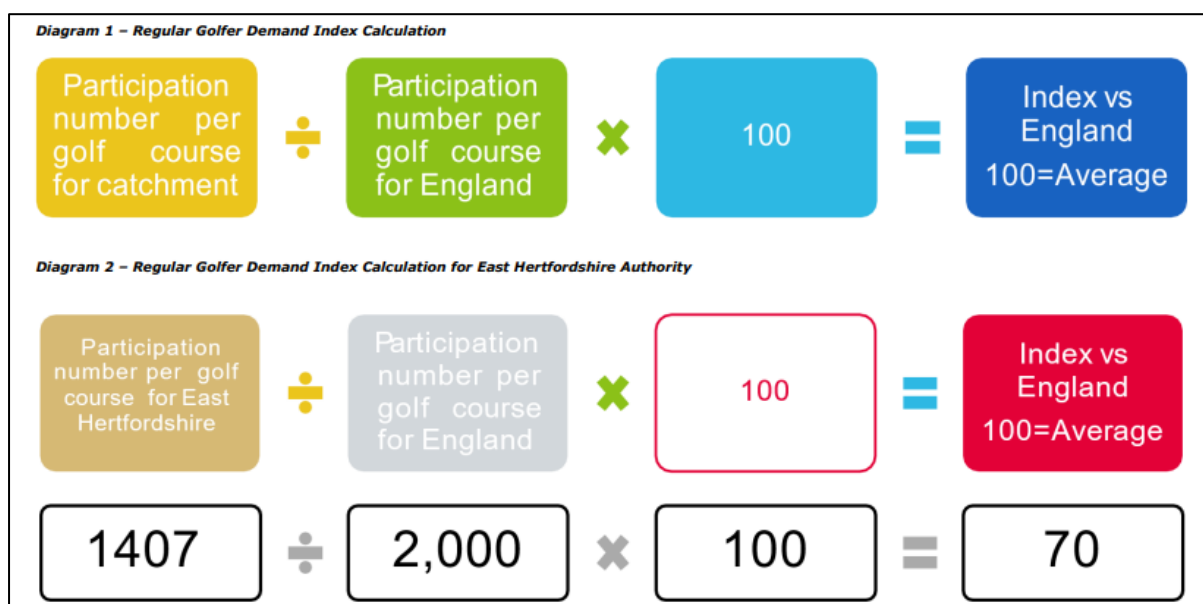 Diagram 1 – Regular Golfer Demand Index Calculation
Participation
number per
golf course
for catchment
÷
Participation
number per
golf course
for England
×
100
=
Index vs
England
100=Average
Diagram 2 – Regular Golfer Demand Index Calculation for East Hertfordshire Authority
Participation
number per golf
course for East
Hertfordshire
÷
Participation
number per
golf course
for England
×
100
=
Index vs
England
100=Average
1407 ÷ 2,000 × 100 = 70